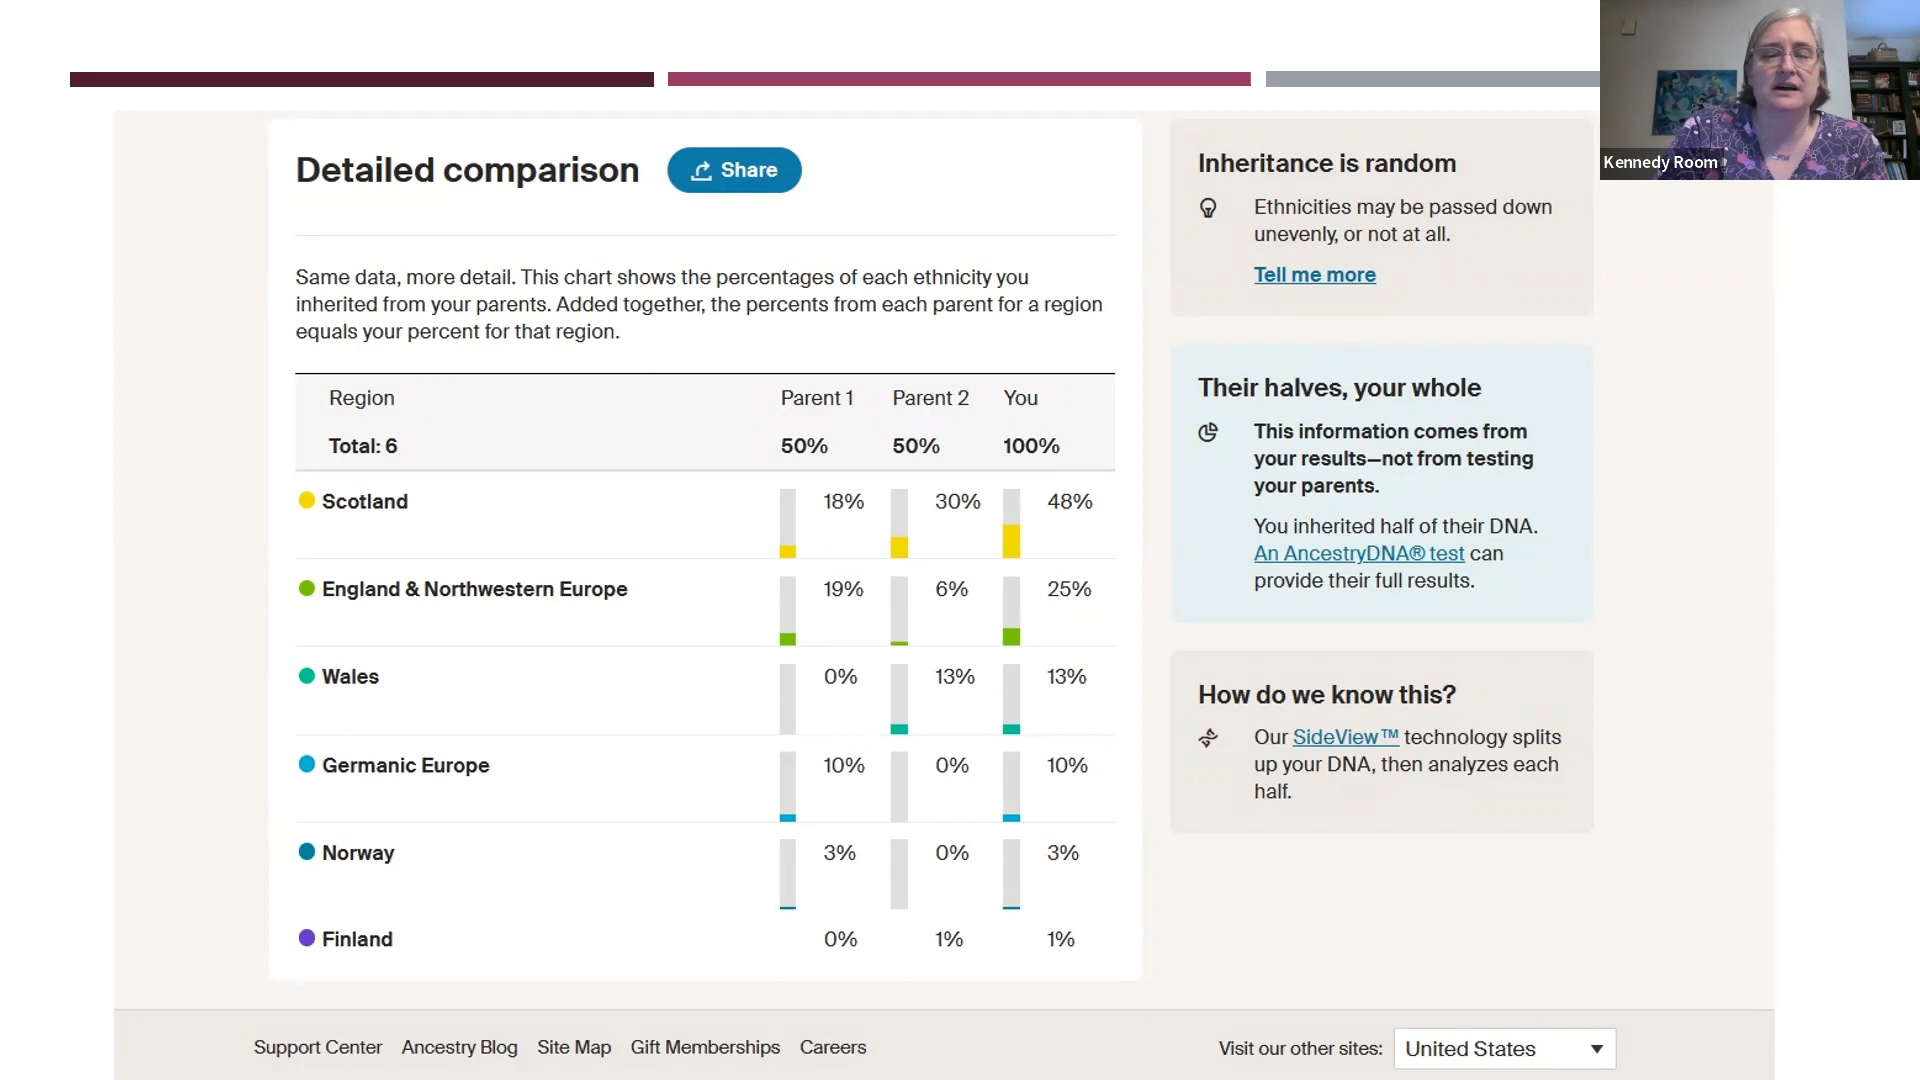 Kennedy Room
Detailed comparison
Share
Same data, more detail. This chart shows the percentages of each ethnicity you
inherited from your parents. Added together, the percents from each parent for a region
equals your percent for that region.
Region Parent 1 Parent 2 You
Total: 6 50% 50% 100%
Scotland 18% 30% 48%
England & Northwestern Europe 19% 6% 25%
Wales 0% 13% 13%
Germanic Europe 10% 0% 10%
Norway 3% 0% 3%
Finland 0% 1% 1%
Inheritance is random
Ethnicities may be passed down
unevenly, or not at all.
Tell me more
Their halves, your whole
This information comes from
your results—not from testing
your parents.
You inherited half of their DNA.
An AncestryDNA® test can
provide their full results.
How do we know this?
Our SideView™ technology splits
up your DNA, then analyzes each
half.
Support Center Ancestry Blog Site Map Gift Memberships Careers
Visit our other sites: United States